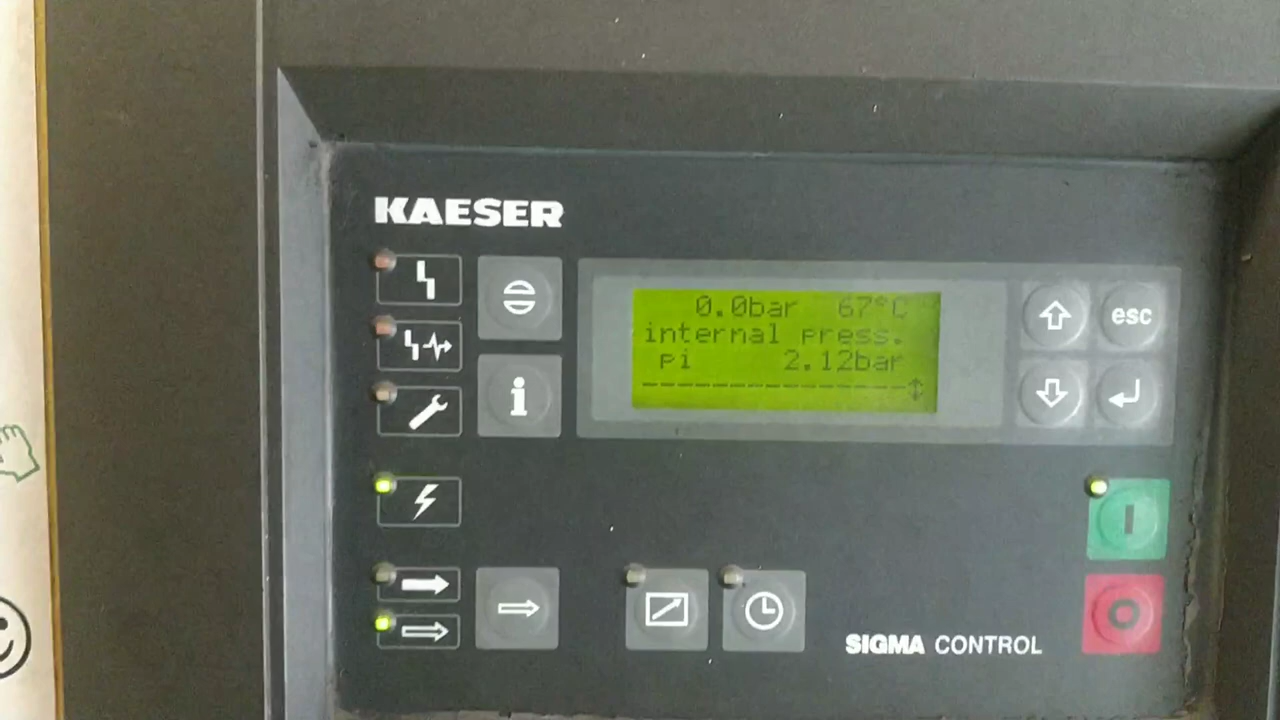 KAESER
0.0bar 67°C
internal press.
pi 2.12bar
esc
i
I
O
SIGMA CONTROL